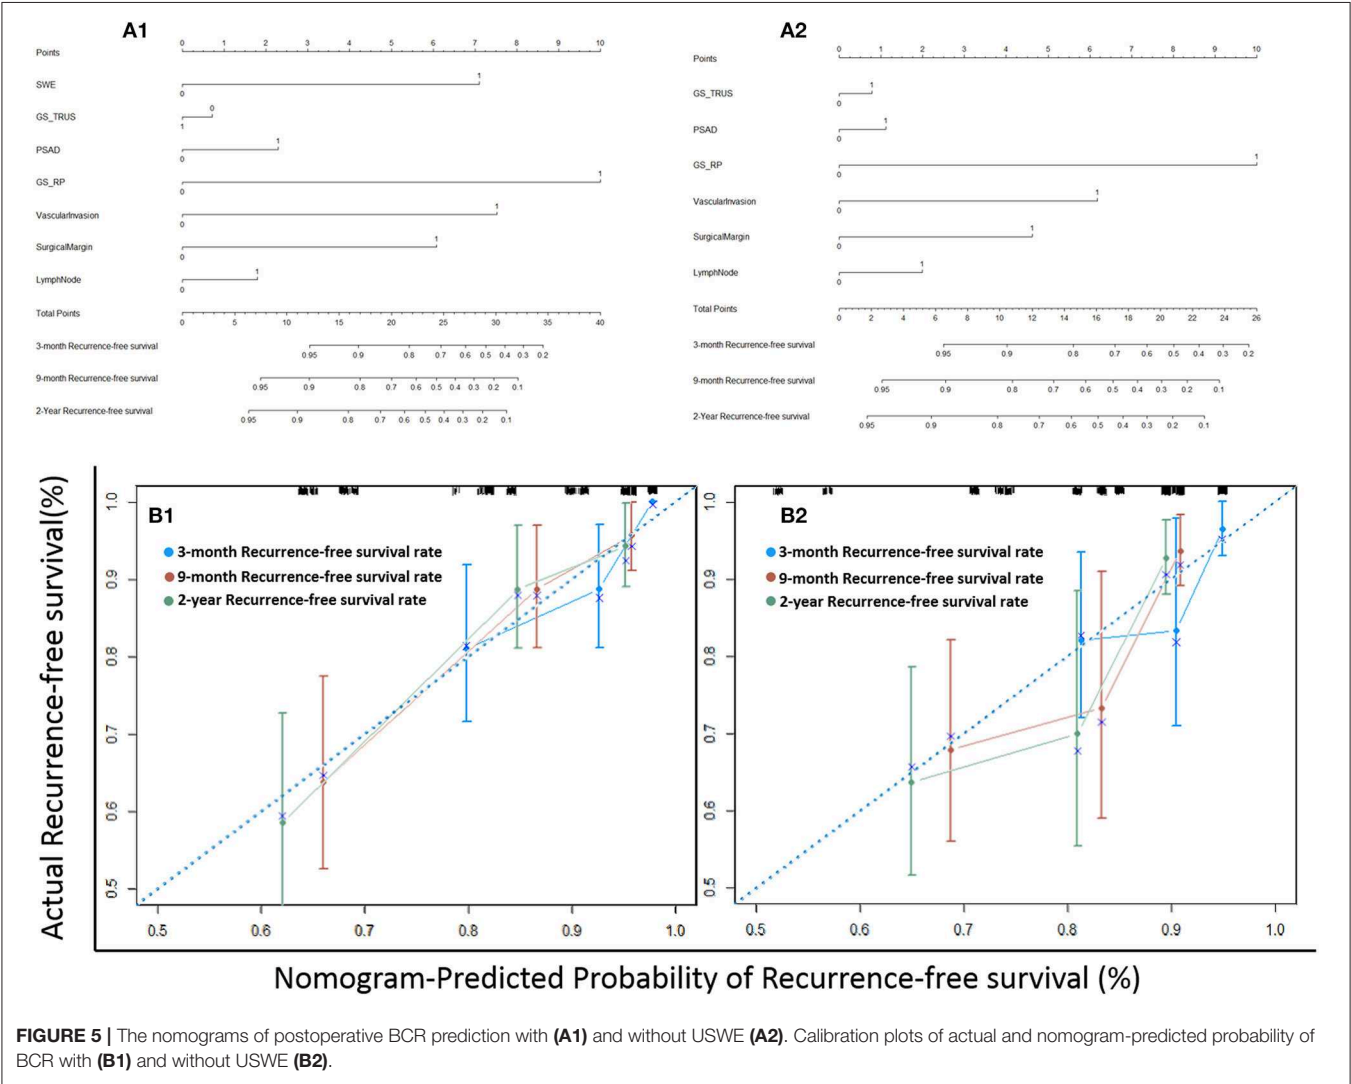 A1
Points
0 1 2 3 4 5 6 7 8 9 10
SWE
0 1
GS_TRUS
1 0
PSAD
0 1
GS_RP
0 1
VascularInvasion
0 1
SurgicalMargin
0 1
LymphNode
0 1
Total Points
0 5 10 15 20 25 30 35 40
3-month Recurrence-free survival
0.95 0.9 0.8 0.7 0.6 0.5 0.4 0.3 0.2
9-month Recurrence-free survival
0.95 0.9 0.8 0.7 0.6 0.5 0.4 0.3 0.2 0.1
2-Year Recurrence-free survival
0.95 0.9 0.8 0.7 0.6 0.5 0.4 0.3 0.2 0.1
A2
Points
0 1 2 3 4 5 6 7 8 9 10
GS_TRUS
0 1
PSAD
0 1
GS_RP
0 1
VascularInvasion
0 1
SurgicalMargin
0 1
LymphNode
0 1
Total Points
0 2 4 6 8 10 12 14 16 18 20 22 24 26
3-month Recurrence-free survival
0.95 0.9 0.8 0.7 0.6 0.5 0.4 0.3 0.2
9-month Recurrence-free survival
0.95 0.9 0.8 0.7 0.6 0.5 0.4 0.3 0.2 0.1
2-Year Recurrence-free survival
0.95 0.9 0.8 0.7 0.6 0.5 0.4 0.3 0.2 0.1
Actual Recurrence-free survival(%)
B1
3-month Recurrence-free survival rate
9-month Recurrence-free survival rate
2-year Recurrence-free survival rate
1.0
0.9
0.8
0.7
0.6
0.5
0.5 0.6 0.7 0.8 0.9 1.0
B2
3-month Recurrence-free survival rate
9-month Recurrence-free survival rate
2-year Recurrence-free survival rate
1.0
0.9
0.8
0.7
0.6
0.5
0.5 0.6 0.7 0.8 0.9 1.0
Nomogram-Predicted Probability of Recurrence-free survival (%)
FIGURE 5 | The nomograms of postoperative BCR prediction with (A1) and without USWE (A2). Calibration plots of actual and nomogram-predicted probability of
BCR with (B1) and without USWE (B2).